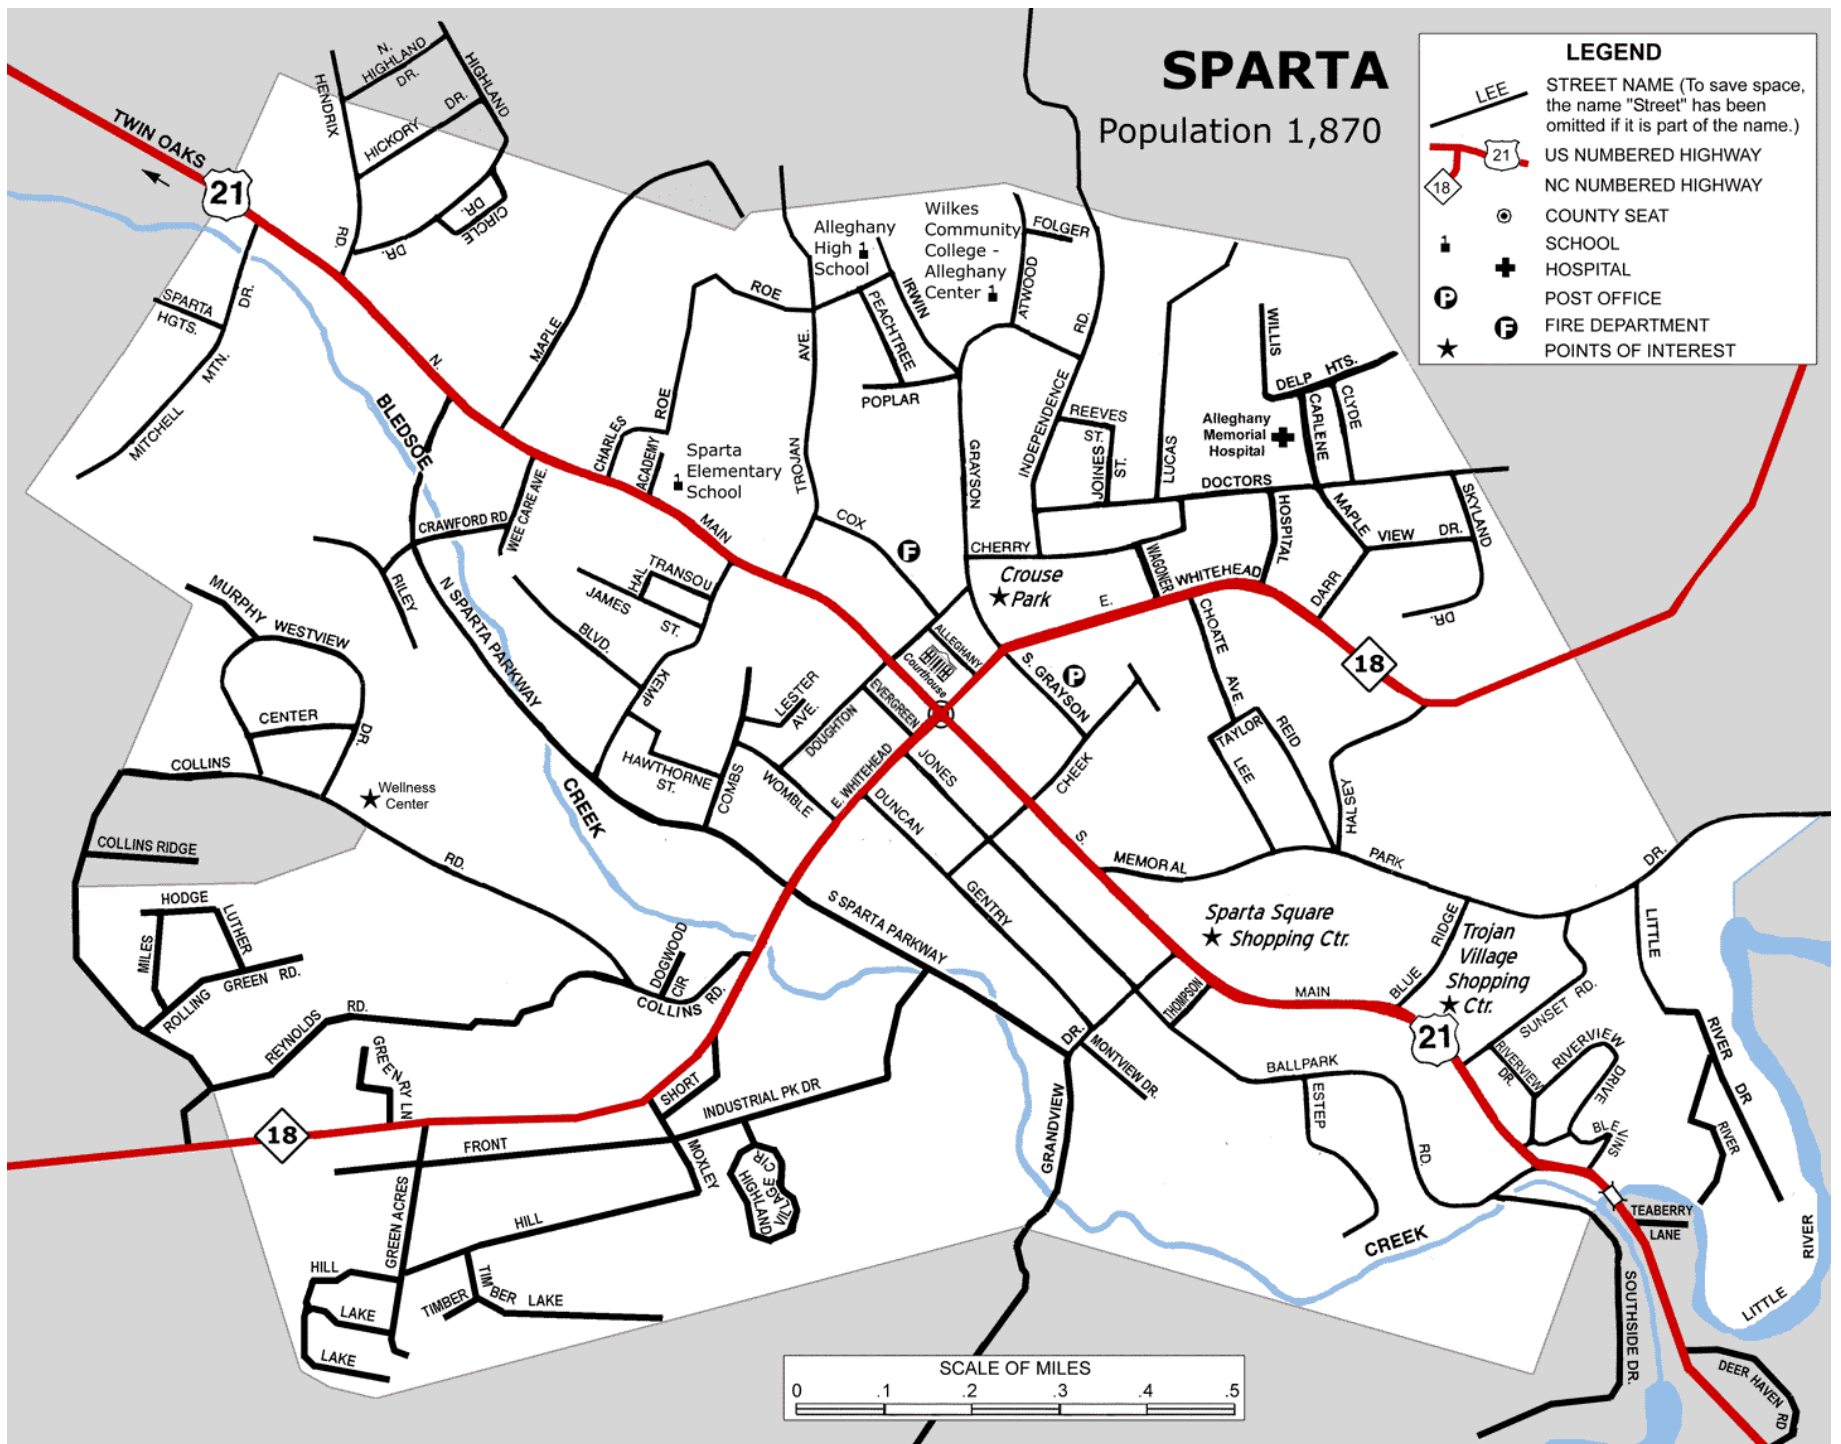 SPARTA
Population 1,870
LEGEND
LEE
STREET NAME (To save space,
the name "Street" has been
omitted if it is part of the name.)
21
US NUMBERED HIGHWAY
18
NC NUMBERED HIGHWAY
COUNTY SEAT
1
SCHOOL
HOSPITAL
P
POST OFFICE
F
FIRE DEPARTMENT
POINTS OF INTEREST
TWIN OAKS
21
HENDRIX
RD.
N.
HIGHLAND
DR.
HIGHLAND
HICKORY
DR.
CIRCLE
DR.
DR.
SPARTA
HGTS.
MITCHELL
MTN.
DR.
N.
MAPLE
BLEDSOE
ROE
ROE
AVE.
TROJAN
Alleghany
High 1
School
Wilkes
Community
College -
Alleghany
Center 1
FOLGER
ATWOOD
RD.
INDEPENDENCE
IRWIN
PEACHTREE
POPLAR
GRAYSON
REEVES
ST.
JOINES
ST.
LUCAS
WILLIS
DELP HTS.
CARLENE
CLYDE
Alleghany
Memorial
Hospital
DOCTORS
HOSPITAL
MAPLE
VIEW DR.
SKYLAND
DR.
DARR
CHARLES
ACADEMY
1
Sparta
Elementary
School
MAIN
WEE CARE AVE.
CRAWFORD RD.
COX
F
CHERRY
Crouse
Park
WAGONER
E. WHITEHEAD
CHOATE
AVE.
18
RILEY
N SPARTA PARKWAY
MURPHY
WESTVIEW
DR.
CENTER
TRANSOU
HAL
JAMES
ST.
BLVD.
KEMP
LESTER
AVE.
DOUGHTON
EVERGREEN
ALLEGHANY
Courthouse
S. GRAYSON
P
CHEEK
TAYLOR
REID
LEE
HALSEY
COLLINS
RD.
Wellness
Center
COLLINS RIDGE
CREEK
HAWTHORNE
ST.
COMBS
WOMBLE
E. WHITEHEAD
JONES
DUNCAN
GENTRY
S.
MEMORIAL
PARK
DR.
HODGE
MILES
LUTHER
ROLLING
GREEN RD.
REYNOLDS
RD.
DOGWOOD
CIR
COLLINS
RD.
S SPARTA PARKWAY
Sparta Square
Shopping Ctr.
BLUE
RIDGE
Trojan
Village
Shopping
Ctr.
THOMPSON
MAIN
21
SUNSET RD.
RIVERVIEW
DR.
RIVERVIEW
DRIVE
BLEVINS
LITTLE
RIVER
DR
RIVER
DR.
MONTVIEW DR.
GRANDVIEW
BALLPARK
ESTEP
RD.
GREENRY LN
SHORT
INDUSTRIAL PK DR
18
FRONT
MOXLEY
HIGHLAND
VILLAGE CIR
GREEN ACRES
HILL
HILL
LAKE
LAKE
TIMBER
TIMBER
LAKE
CREEK
TEABERRY
LANE
SOUTHSIDE DR.
LITTLE
RIVER
DEER HAVEN
RD
SCALE OF MILES
0 .1 .2 .3 .4 .5